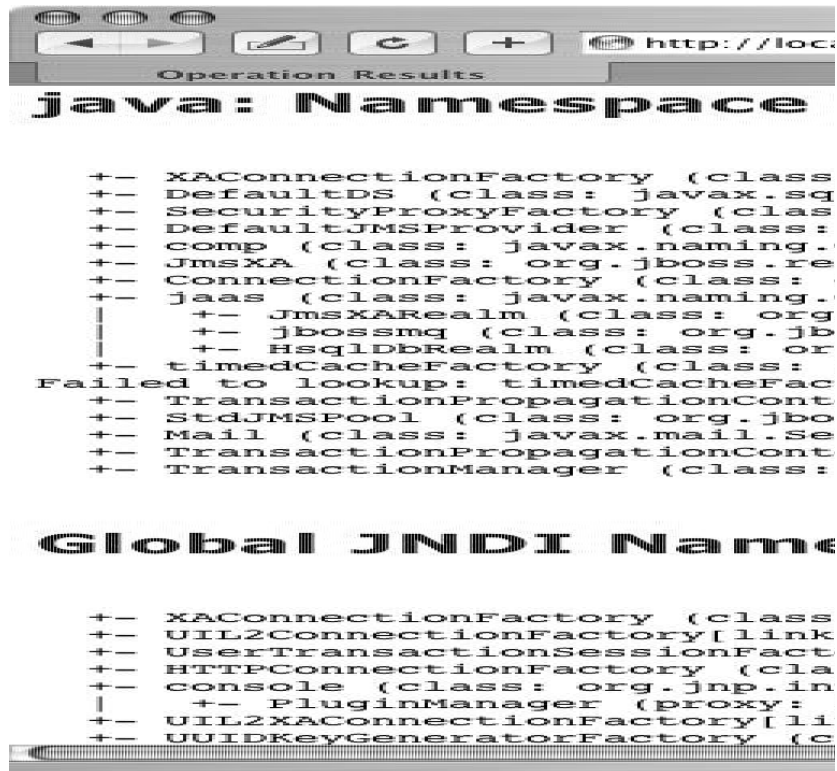 http://loca
Operation Results
java: Namespace
+- XAConnectionFactory (class
+- DefaultDS (class: javax.sq
+- SecurityProxyFactory (clas
+- DefaultJMSProvider (class:
+- comp (class: javax.naming.
+- JmsXA (class: org.jboss.re
+- ConnectionFactory (class:
+- jaas (class: javax.naming.
|   +- JmsXARealm (class: org
|   +- jbossmq (class: org.jb
|   +- HsqlDbRealm (class: or
+- timedCacheFactory (class:
Failed to lookup: timedCacheFac
+- TransactionPropagationCont
+- StdJMSPool (class: org.jbo
+- Mail (class: javax.mail.Se
+- TransactionPropagationCont
+- TransactionManager (class:
Global JNDI Name
+- XAConnectionFactory (class
+- UIL2ConnectionFactory[link
+- UserTransactionSessionFact
+- HTTPConnectionFactory (cla
+- console (class: org.jnp.in
|   +- PluginManager (proxy:
+- UIL2XAConnectionFactory[li
+- UUIDKeyGeneratorFactory (c